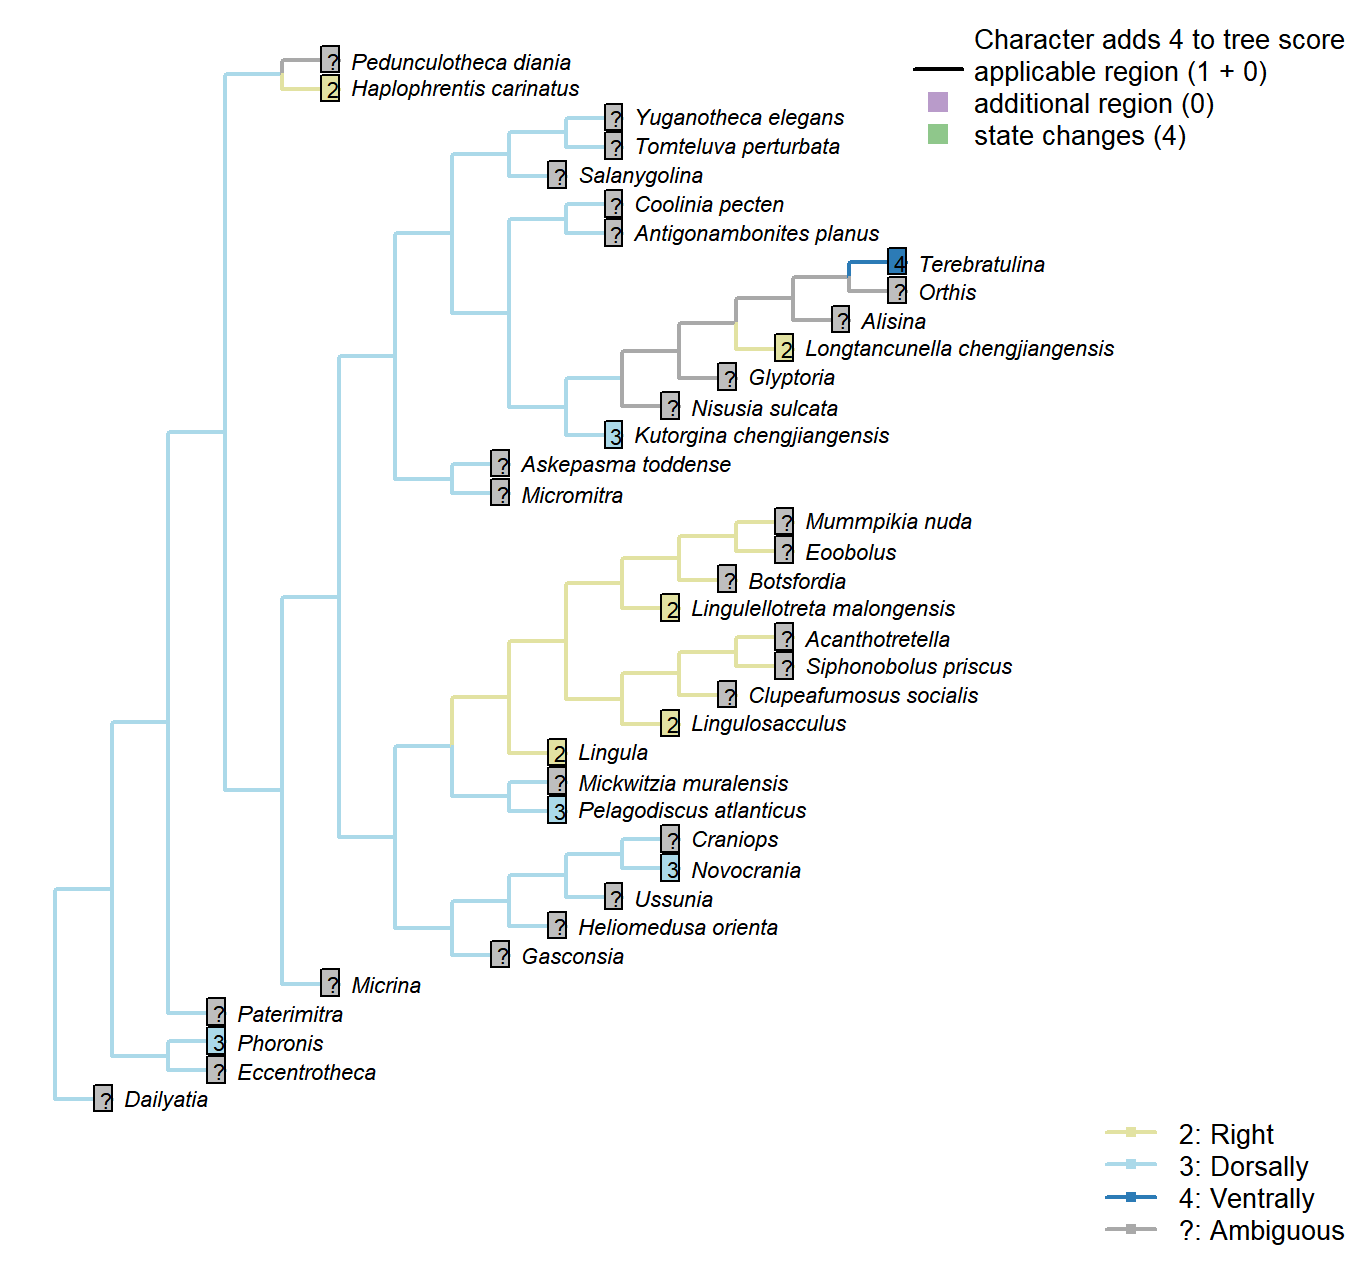 Character adds 4 to tree score
applicable region (1 + 0)
additional region (0)
state changes (4)
? Pedunculotheca diania
2 Haplophrentis carinatus
? Yuganotheca elegans
? Tomteluva perturbata
? Salanygolina
? Coolinia pecten
? Antigonambonites planus
4 Terebratulina
? Orthis
? Alisina
2 Longtancunella chengjiangensis
? Glyptoria
? Nisusia sulcata
3 Kutorgina chengjiangensis
? Askepasma toddense
? Micromitra
? Mummpikia nuda
? Eoobolus
? Botsfordia
2 Lingulellotreta malongensis
? Acanthotretella
? Siphonobolus priscus
? Clupeafumosus socialis
2 Lingulosacculus
2 Lingula
? Mickwitzia muralensis
3 Pelagodiscus atlanticus
? Craniops
3 Novocrania
? Ussunia
? Heliomedusa orienta
? Gasconsia
? Micrina
? Paterimitra
3 Phoronis
? Eccentrotheca
? Dailyatia
2: Right
3: Dorsally
4: Ventrally
?: Ambiguous